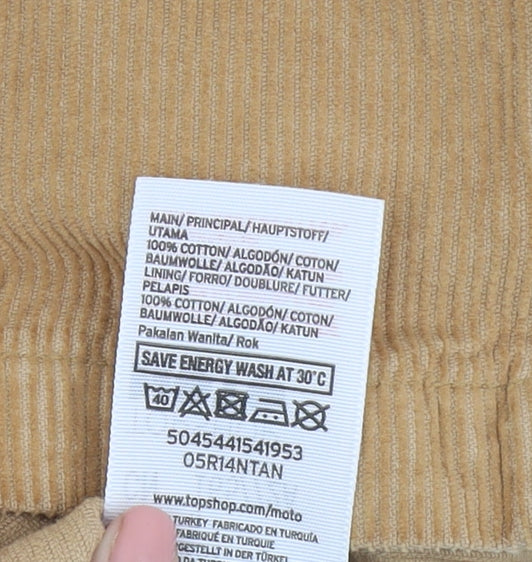 MAIN/ PRINCIPAL/ HAUPTSTOFF/
UTAMA
100% COTTON/ ALGODÓN/ COTON/
BAUMWOLLE/ ALGODÃO/ KATUN
LINING/ FORRO/ DOUBLURE/ FUTTER/
PELAPIS
100% COTTON/ ALGODÓN/ COTON/
BAUMWOLLE/ ALGODÃO/ KATUN
Pakaian Wanita/ Rok
SAVE ENERGY WASH AT 30°C
40
5045441541953
05R14NTAN
www.topshop.com/moto
TURKEY FABRICADO EN TURQUÍA
FABRIQUÉ EN TURQUIE
GESTELLT IN DER TÜRKEI
TURQUIA